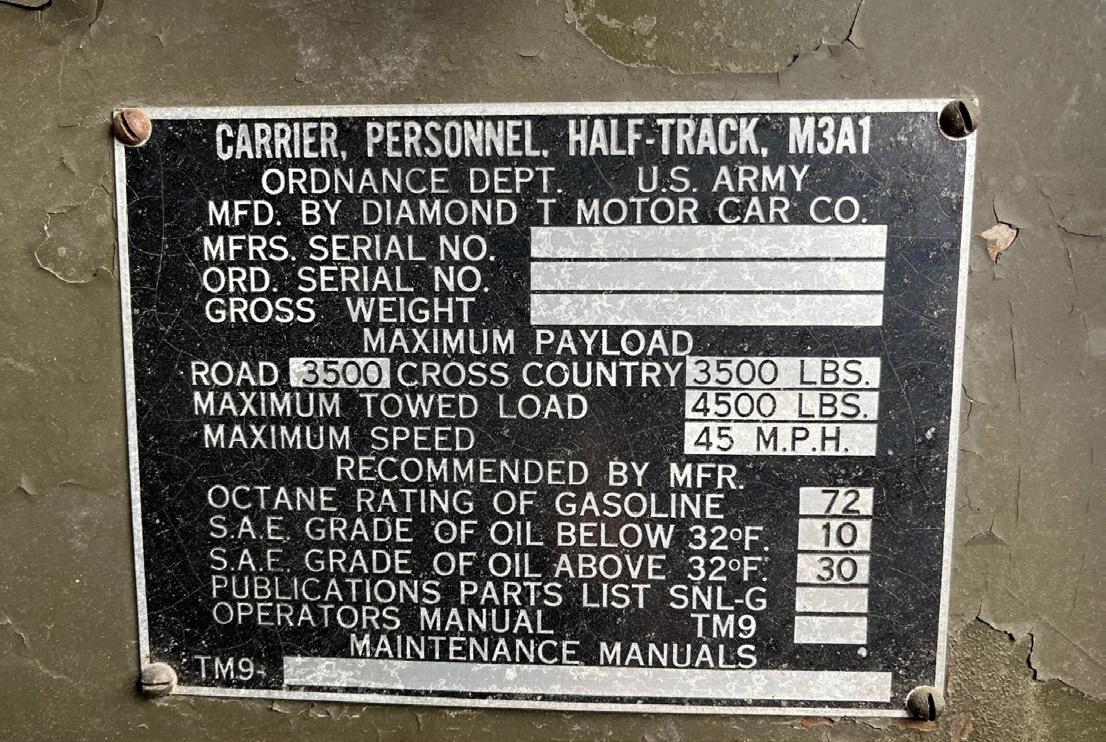 CARRIER, PERSONNEL, HALF-TRACK, M3A1
ORDNANCE DEPT. U.S. ARMY
MFD. BY DIAMOND T MOTOR CAR CO.
MFRS. SERIAL NO.
ORD. SERIAL NO.
GROSS WEIGHT
MAXIMUM PAYLOAD
ROAD 3500 CROSS COUNTRY 3500 LBS.
MAXIMUM TOWED LOAD 4500 LBS.
MAXIMUM SPEED 45 M.P.H.
RECOMMENDED BY MFR.
OCTANE RATING OF GASOLINE 72
S.A.E. GRADE OF OIL BELOW 32°F. 10
S.A.E. GRADE OF OIL ABOVE 32°F. 30
PUBLICATIONS PARTS LIST SNL-G
OPERATORS MANUAL TM9
MAINTENANCE MANUALS
TM9-